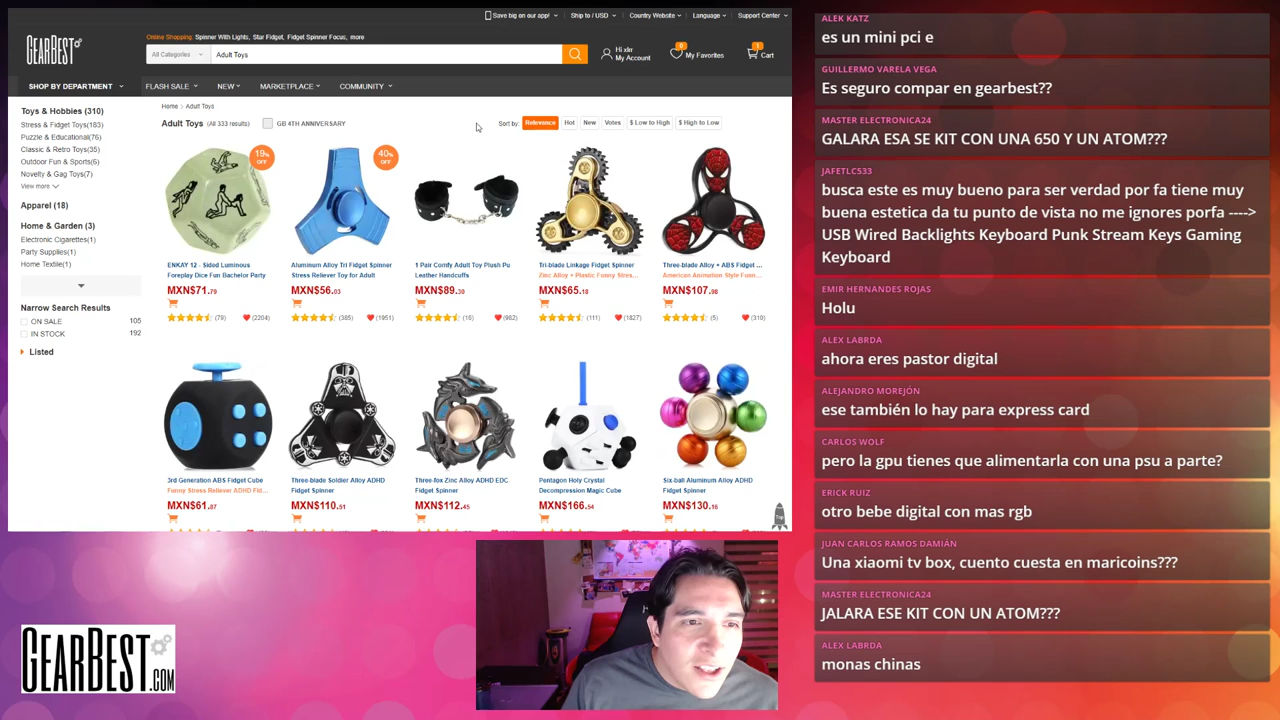 Save big on our app!
Ship to / USD
Country Website
Language
Support Center
GEARBEST
Online Shopping: Spinner With Lights, Star Fidget, Fidget Spinner Focus, more
All Categories
Adult Toys
Hi xlrr
My Account
0
My Favorites
1
Cart
SHOP BY DEPARTMENT
FLASH SALE
NEW
MARKETPLACE
COMMUNITY
Toys & Hobbies (310)
Stress & Fidget Toys(183)
Puzzle & Educational(76)
Classic & Retro Toys(35)
Outdoor Fun & Sports(6)
Novelty & Gag Toys(7)
View more
Apparel (18)
Home & Garden (3)
Electronic Cigarettes(1)
Party Supplies(1)
Home Textile(1)
Narrow Search Results
ON SALE 105
IN STOCK 192
Listed
Home > Adult Toys
Adult Toys (All 333 results)
GB 4TH ANNIVERSARY
Sort by: Relevance Hot New Votes $ Low to High $ High to Low
19% OFF
ENKAY 12 - Sided Luminous
Foreplay Dice Fun Bachelor Party
MXN$71.79
(79) (2204)
40% OFF
Aluminum Alloy Tri Fidget Spinner
Stress Reliever Toy for Adult
MXN$56.03
(385) (1951)
1 Pair Comfy Adult Toy Plush Pu
Leather Handcuffs
MXN$89.30
(16) (982)
Tri-blade Linkage Fidget Spinner
Zinc Alloy + Plastic Funny Stres...
MXN$65.18
(111) (1827)
Three-blade Alloy + ABS Fidget ...
American Animation Style Funn...
MXN$107.98
(5) (310)
3rd Generation ABS Fidget Cube
Funny Stress Reliever ADHD Fid...
MXN$61.87
Three-blade Soldier Alloy ADHD
Fidget Spinner
MXN$110.51
Three-fox Zinc Alloy ADHD EDC
Fidget Spinner
MXN$112.45
Pentagon Holy Crystal
Decompression Magic Cube
MXN$166.54
Six-ball Aluminum Alloy ADHD
Fidget Spinner
MXN$130.16
Top
GEARBEST.COM
ALEK KATZ
es un mini pci e
GUILLERMO VARELA VEGA
Es seguro compar en gearbest??
MASTER ELECTRONICA24
GALARA ESA SE KIT CON UNA 650 Y UN ATOM???
JAFETLC533
busca este es muy bueno para ser verdad por fa tiene muy
buena estetica da tu punto de vista no me ignores porfa ---->
USB Wired Backlights Keyboard Punk Stream Keys Gaming
Keyboard
EMIR HERNANDES ROJAS
Holu
ALEX LABRDA
ahora eres pastor digital
ALEJANDRO MOREJÓN
ese también lo hay para express card
CARLOS WOLF
pero la gpu tienes que alimentarla con una psu a parte?
ERICK RUIZ
otro bebe digital con mas rgb
JUAN CARLOS RAMOS DAMIÁN
Una xiaomi tv box, cuento cuesta en maricoins???
MASTER ELECTRONICA24
JALARA ESE KIT CON UN ATOM???
ALEX LABRDA
monas chinas